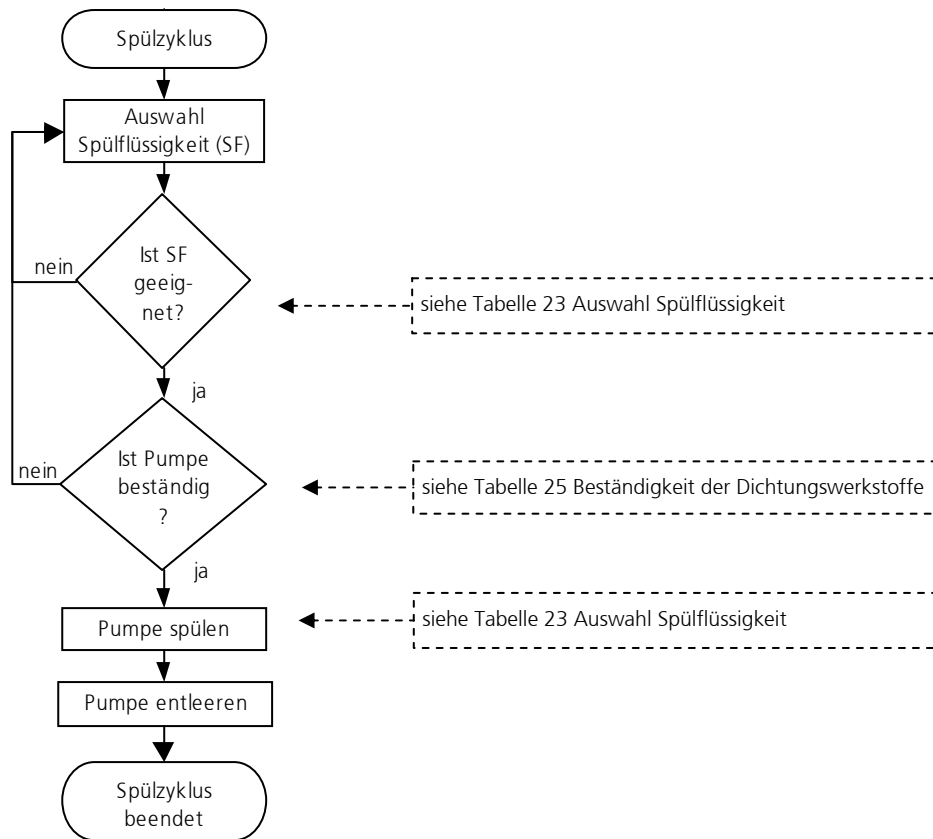 Spülzyklus
Auswahl
Spülflüssigkeit (SF)
nein
Ist SF
geeig-
net?
siehe Tabelle 23 Auswahl Spülflüssigkeit
ja
nein
Ist Pumpe
beständig
?
siehe Tabelle 25 Beständigkeit der Dichtungswerkstoffe
ja
Pumpe spülen
siehe Tabelle 23 Auswahl Spülflüssigkeit
Pumpe entleeren
Spülzyklus
beendet